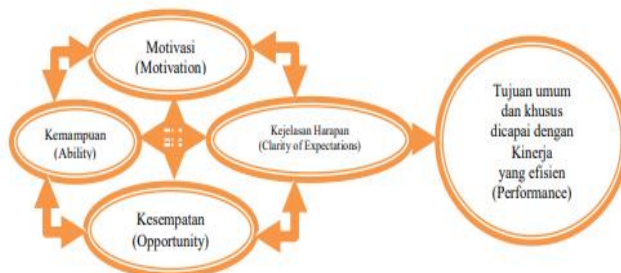 Motivasi
(Motivation)
Kemampuan
(Ability)
Kejelasan Harapan
(Clarity of Expectations)
Kesempatan
(Opportunity)
Tujuan umum
dan khusus
dicapai dengan
Kinerja
yang efisien
(Performance)